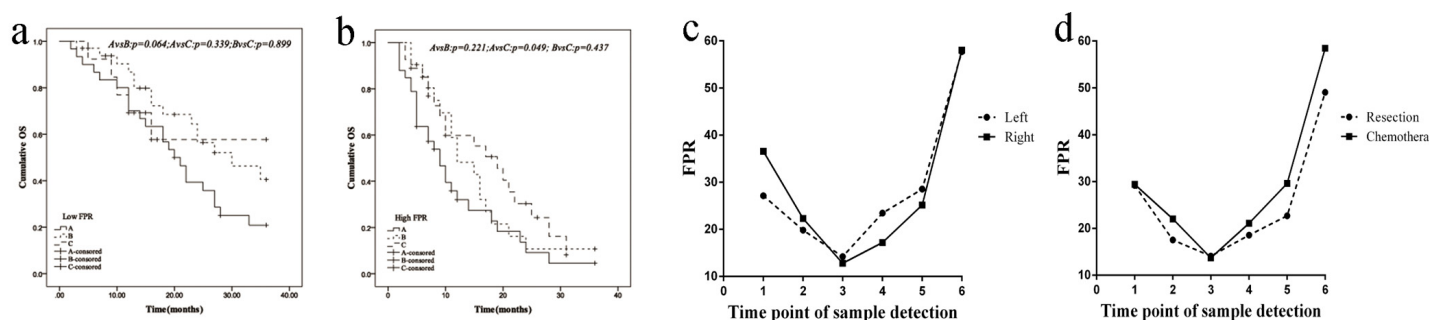 a
AvsB:p=0.064;AvsC:p=0.339;BvsC:p=0.899
1.0
0.8
0.6
0.4
0.2
0.0
Cumulative OS
Low FPR
A
B
C
A-censored
B-censored
C-censored
.00 10.00 20.00 30.00 40.00
Time(months)
b
AvsB:p=0.221;AvsC:p=0.049; BvsC:p=0.437
1.0
0.8
0.6
0.4
0.2
0.0
Cumulative OS
High FPR
A
B
C
A-censored
B-censored
C-censored
0 10 20 30 40
Time(months)
c
60
50
40
30
20
10
FPR
Left
Right
0 1 2 3 4 5 6
Time point of sample detection
d
60
50
40
30
20
10
FPR
Resection
Chemothera
0 1 2 3 4 5 6
Time point of sample detection